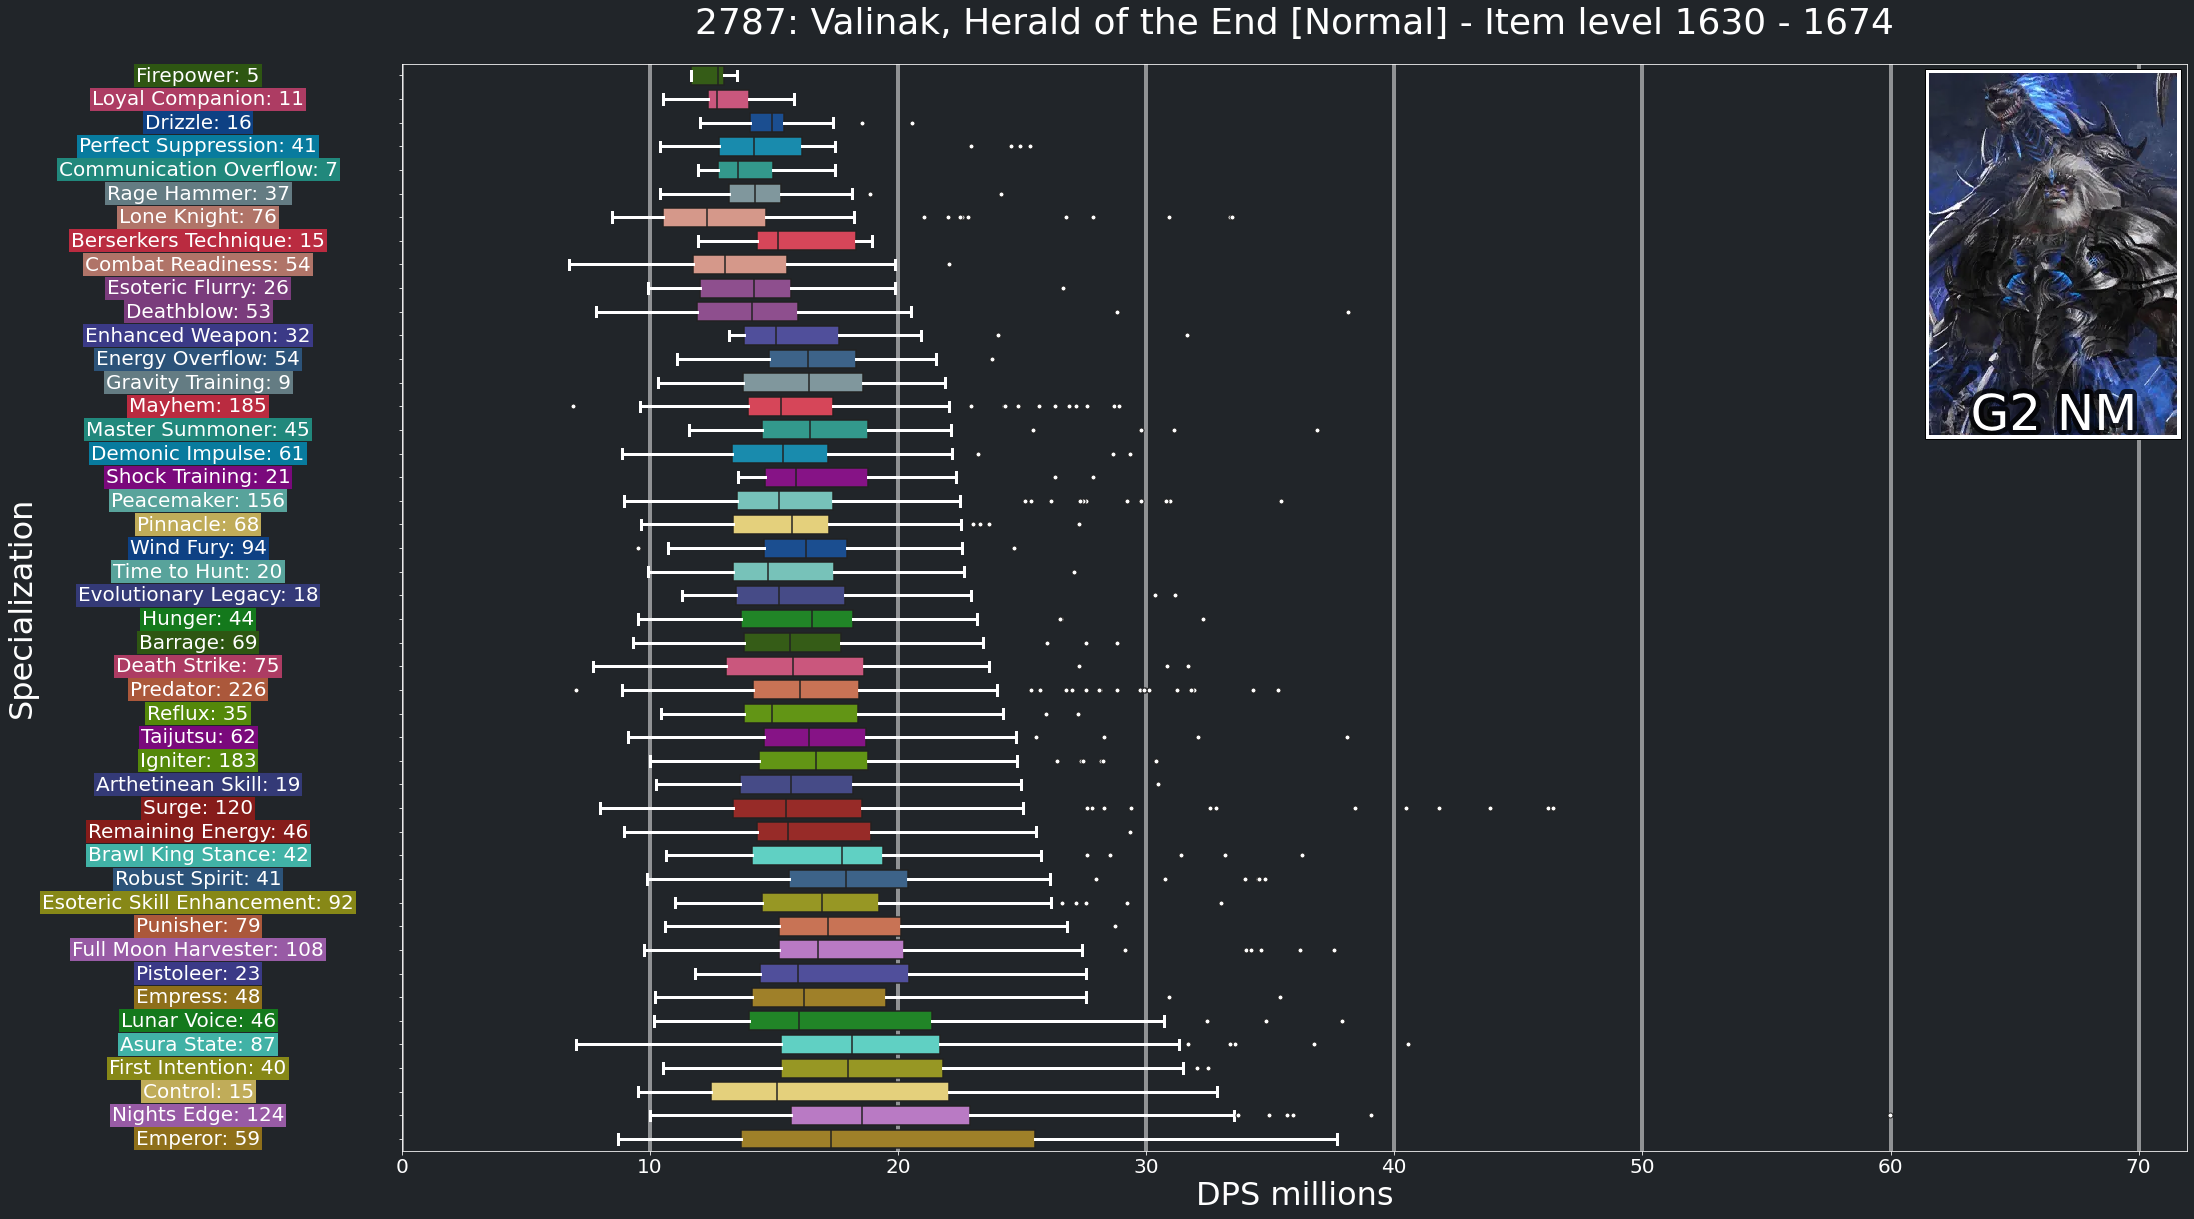 2787: Valinak, Herald of the End [Normal] - Item level 1630 - 1674
Firepower: 5
Loyal Companion: 11
Drizzle: 16
Perfect Suppression: 41
Communication Overflow: 7
Rage Hammer: 37
Lone Knight: 76
Berserkers Technique: 15
Combat Readiness: 54
Esoteric Flurry: 26
Deathblow: 53
Enhanced Weapon: 32
Energy Overflow: 54
Gravity Training: 9
Mayhem: 185
Master Summoner: 45
Demonic Impulse: 61
Shock Training: 21
Peacemaker: 156
Pinnacle: 68
Wind Fury: 94
Time to Hunt: 20
Evolutionary Legacy: 18
Hunger: 44
Barrage: 69
Death Strike: 75
Predator: 226
Reflux: 35
Taijutsu: 62
Igniter: 183
Arthetinean Skill: 19
Surge: 120
Remaining Energy: 46
Brawl King Stance: 42
Robust Spirit: 41
Esoteric Skill Enhancement: 92
Punisher: 79
Full Moon Harvester: 108
Pistoleer: 23
Empress: 48
Lunar Voice: 46
Asura State: 87
First Intention: 40
Control: 15
Nights Edge: 124
Emperor: 59
Specialization
G2 NM
0 10 20 30 40 50 60 70
DPS millions